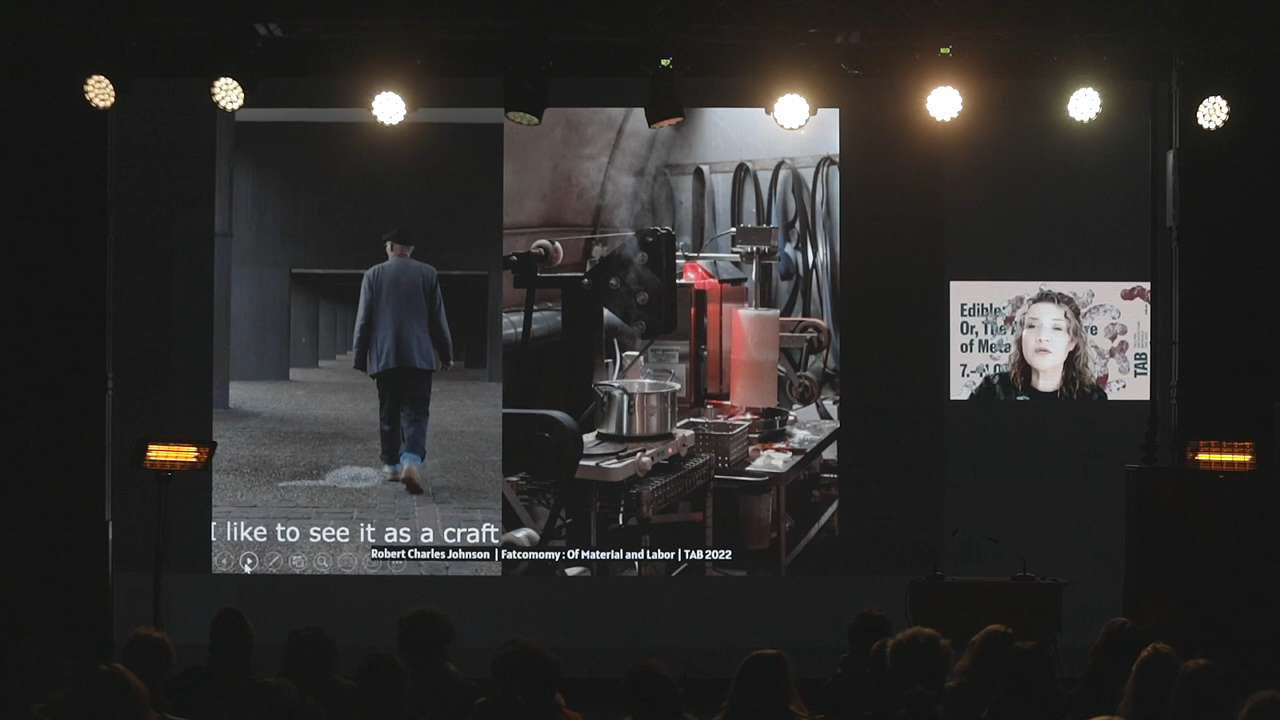 I like to see it as a craft
Robert Charles Johnson | Fatcomomy : Of Material and Labor | TAB 2022
Edible;
Or, The A
of Meta
7.–
TAB